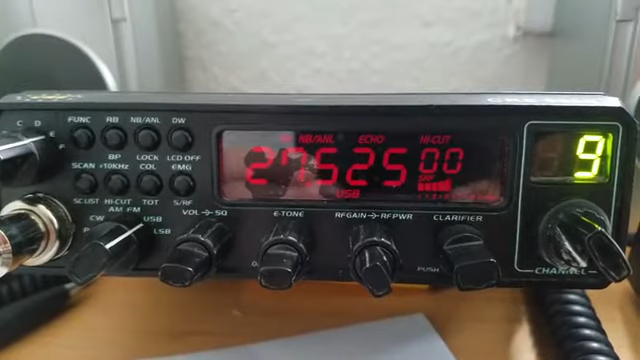 C D E F
FUNC RB NB/ANL DW
BP LOCK LCD OFF
SCAN +10KHz COL EMG
SC.LIST HI-CUT TOT S/RF
AM FM
CW USB
LSB
NB/ANL ECHO HI-CUT
27525 00
SRF
USB
9
VOL→SQ E-TONE RFGAIN→RFPWR CLARIFIER
PUSH
CHANNEL